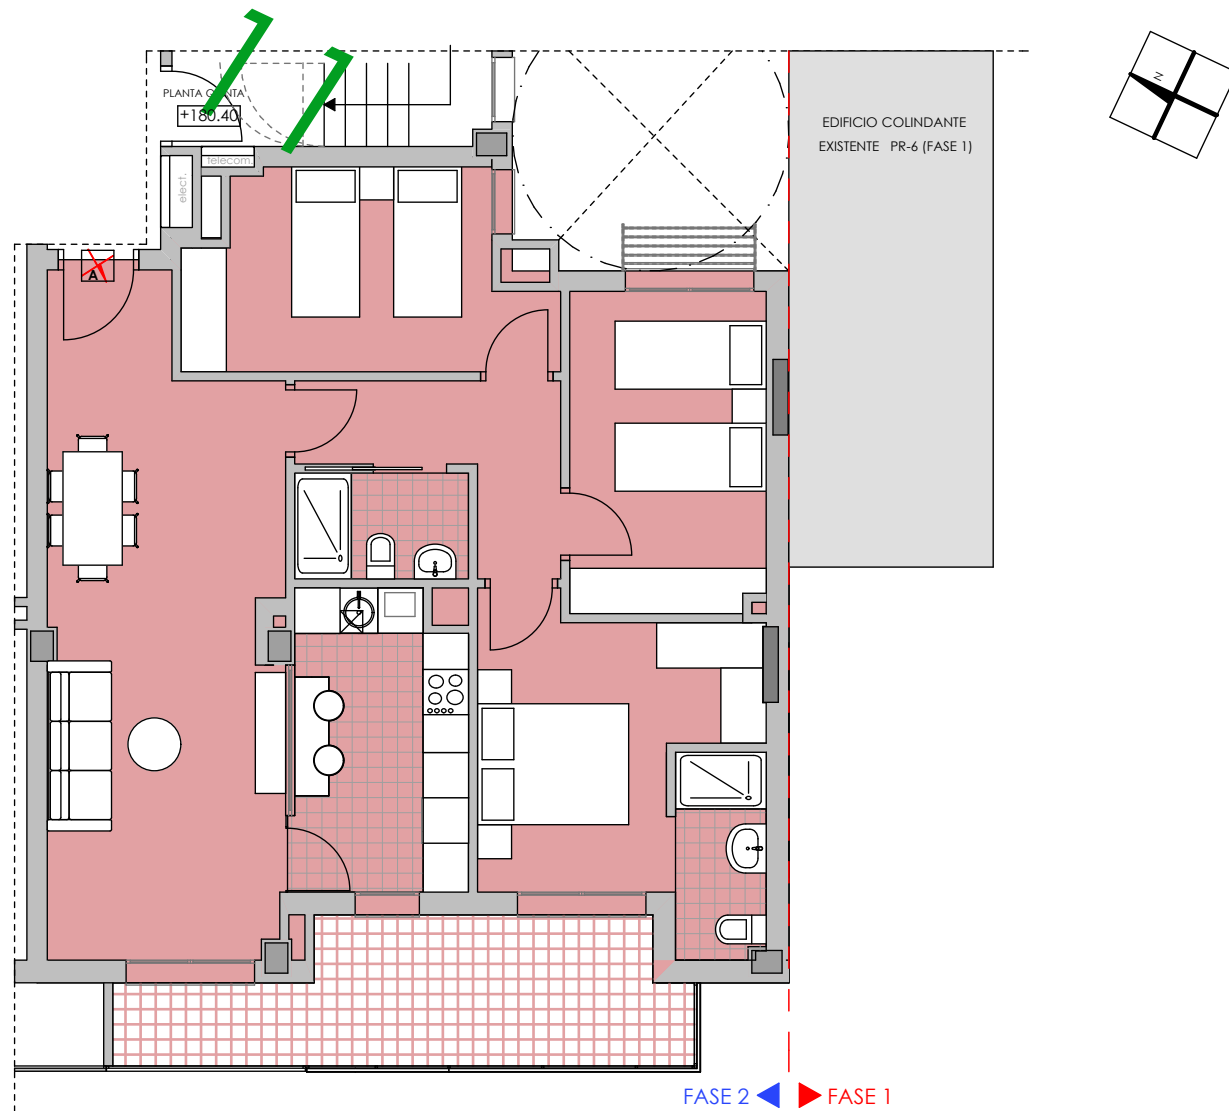 PLANTA QUINTA
+180.40
telecom.
elect.
A
N
EDIFICIO COLINDANTE
EXISTENTE PR-6 (FASE 1)
FASE 2
FASE 1